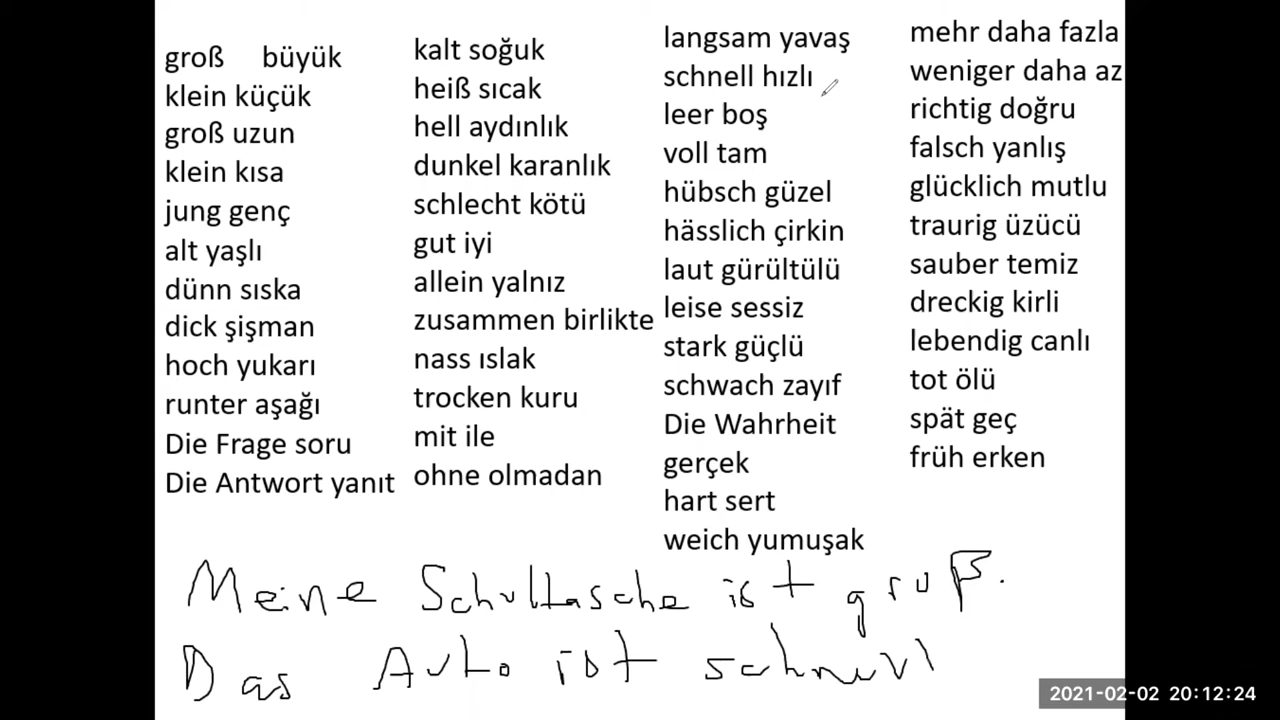 groß büyük
klein küçük
groß uzun
klein kısa
jung genç
alt yaşlı
dünn sıska
dick şişman
hoch yukarı
runter aşağı
Die Frage soru
Die Antwort yanıt
kalt soğuk
heiß sıcak
hell aydınlık
dunkel karanlık
schlecht kötü
gut iyi
allein yalnız
zusammen birlikte
nass ıslak
trocken kuru
mit ile
ohne olmadan
langsam yavaş
schnell hızlı
leer boş
voll tam
hübsch güzel
hässlich çirkin
laut gürültülü
leise sessiz
stark güçlü
schwach zayıf
Die Wahrheit
gerçek
hart sert
weich yumuşak
mehr daha fazla
weniger daha az
richtig doğru
falsch yanlış
glücklich mutlu
traurig üzücü
sauber temiz
dreckig kirli
lebendig canlı
tot ölü
spät geç
früh erken
Meine Schultasche ist groß.
Das Auto ist
2021-02-02 20:12:24